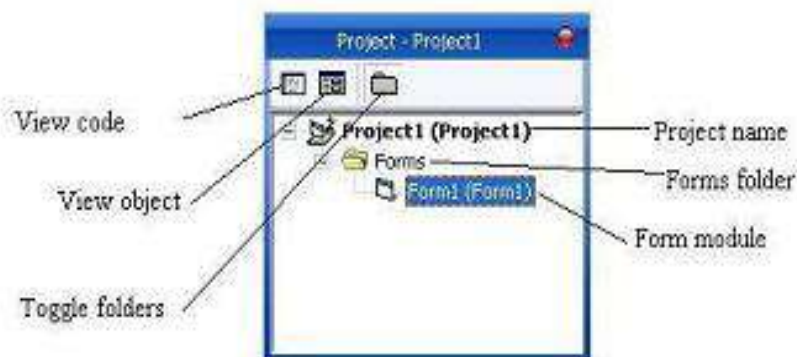 Project - Project1
View code
Project1 (Project1)
Project name
Forms
Forms folder
View object
Form1 (Form1)
Form module
Toggle folders